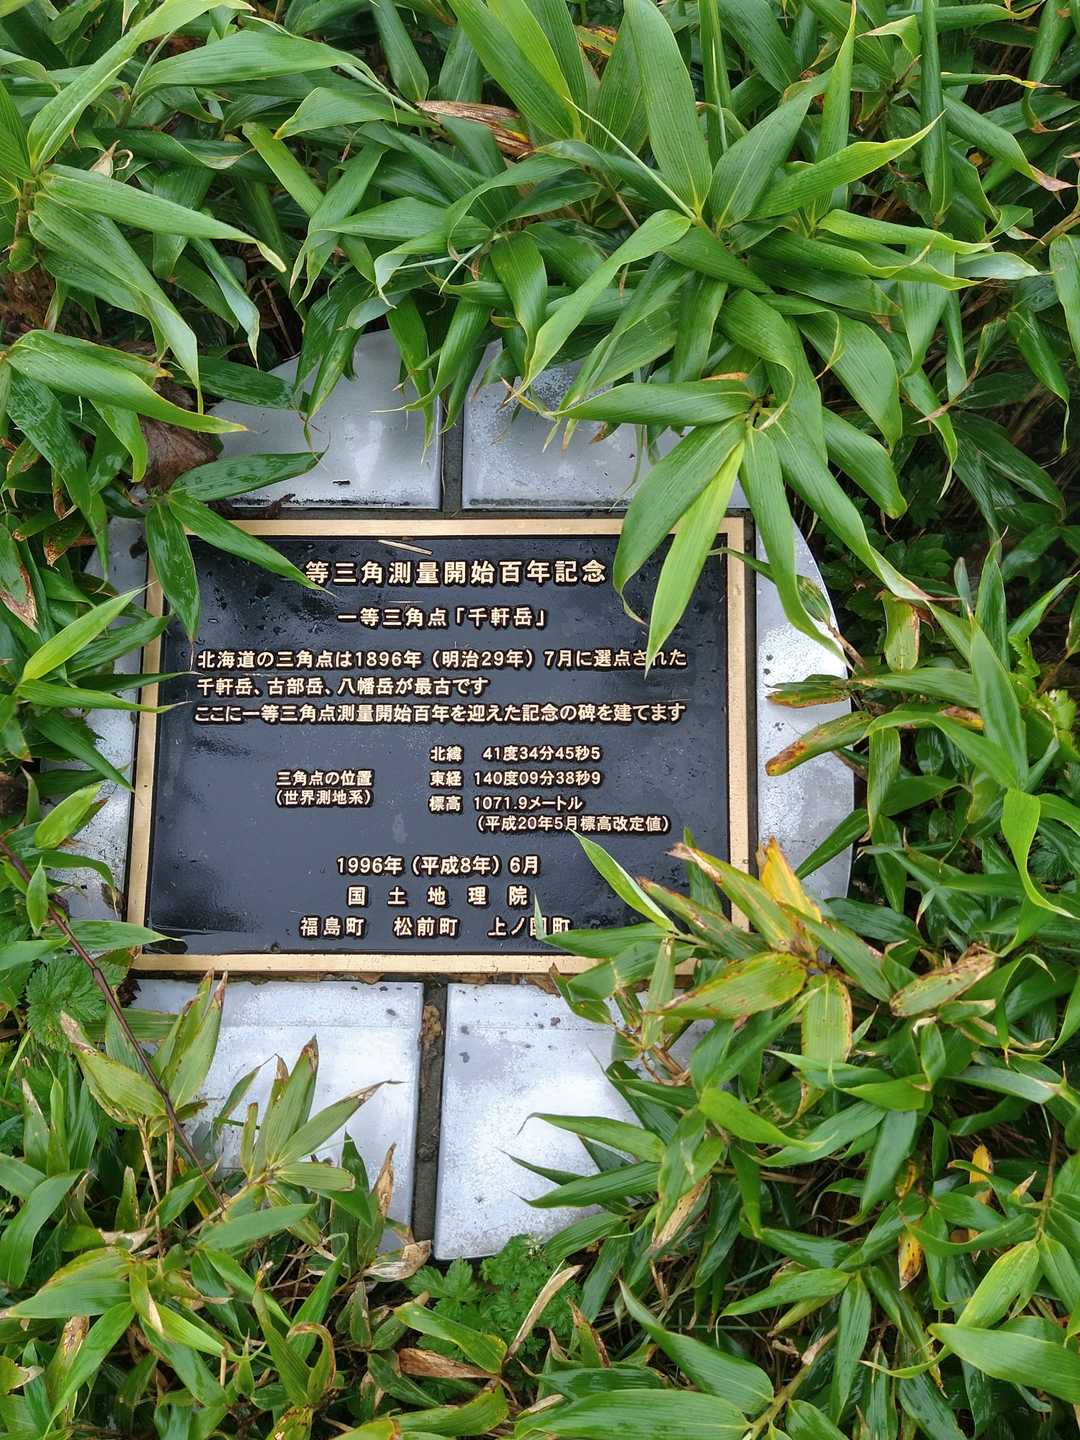 等三角測量開始百年記念
一等三角点「千軒岳」
北海道の三角点は1896年（明治29年）7月に選点された
千軒岳、古部岳、八幡岳が最古です
ここに一等三角点測量開始百年を迎えた記念の碑を建てます
北緯 41度34分45秒5
三角点の位置 東経 140度09分38秒9
（世界測地系） 標高 1071.9メートル
（平成20年5月標高改定値）
1996年（平成8年）6月
国土地理院
福島町 松前町 上ノ国町